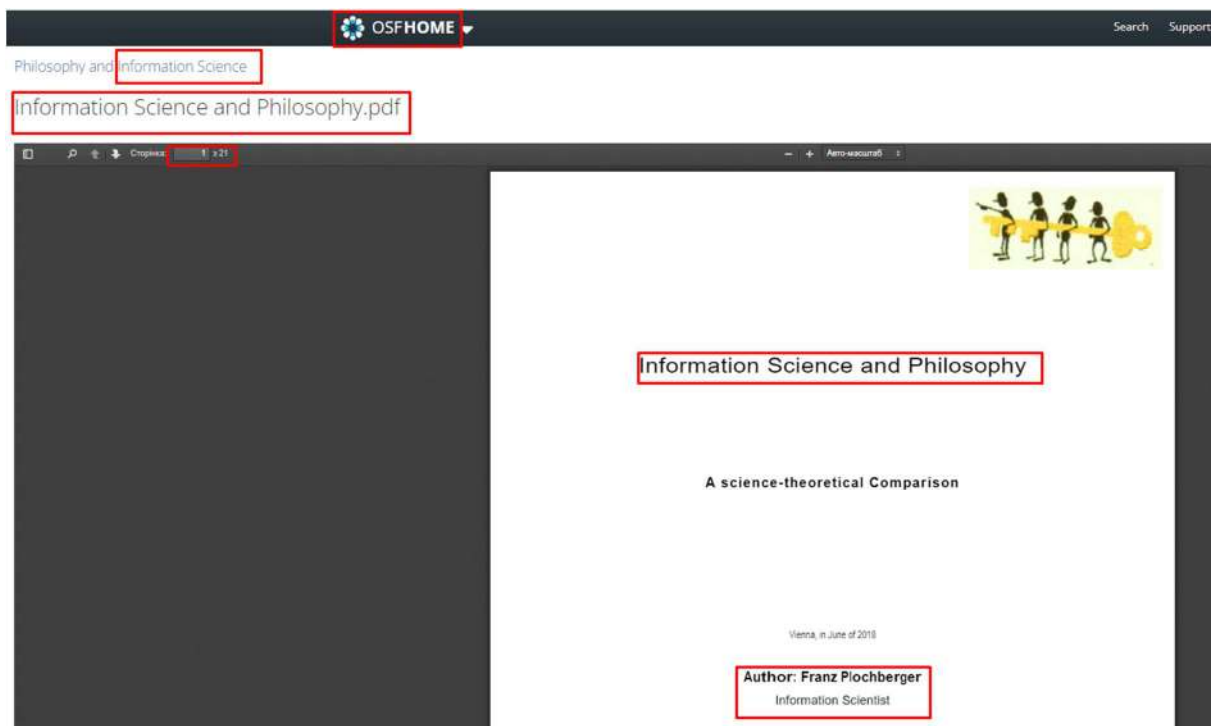 OSFHOME
Search Support
Philosophy and Information Science
Information Science and Philosophy.pdf
Сторінка: 1 з 21
Авто-масштаб
Information Science and Philosophy
A science-theoretical Comparison
Vienna, in June of 2018
Author: Franz Plochberger
Information Scientist